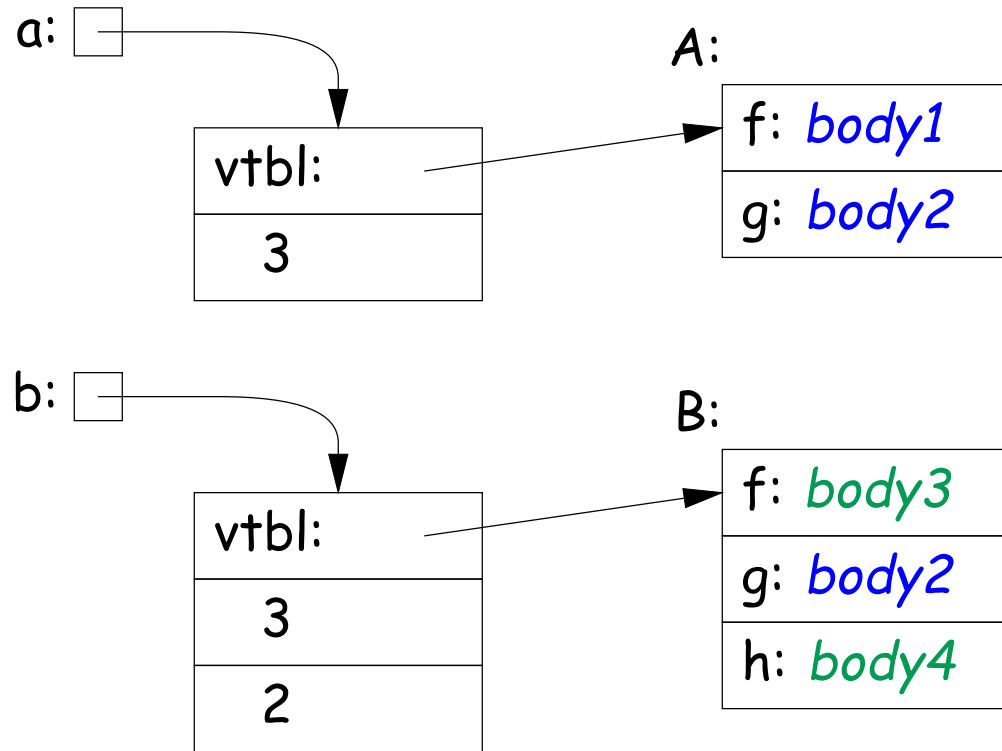 a:
A:
f: body1
vtbl:
g: body2
3
b:
B:
f: body3
vtbl:
g: body2
3
h: body4
2